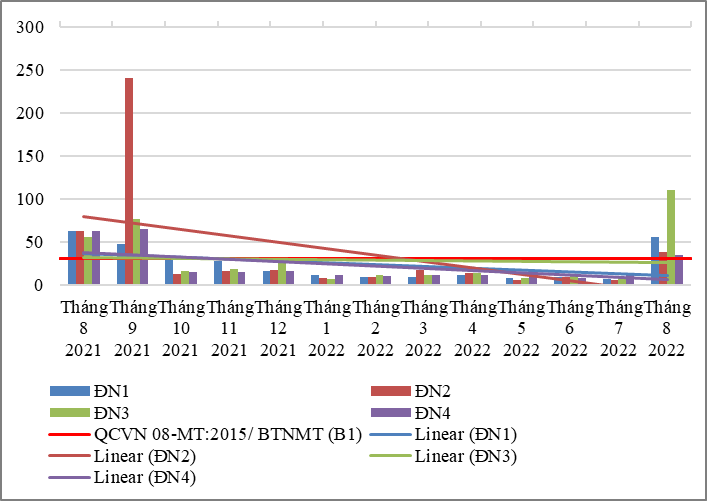 300
250
200
150
100
50
0
Tháng Tháng Tháng Tháng Tháng Tháng Tháng Tháng Tháng Tháng Tháng Tháng Tháng
8 9 10 11 12 1 2 3 4 5 6 7 8
2021 2021 2021 2021 2021 2022 2022 2022 2022 2022 2022 2022 2022
ĐN1 ĐN2
ĐN3 ĐN4
QCVN 08-MT:2015/ BTNMT (B1) Linear (ĐN1)
Linear (ĐN2) Linear (ĐN3)
Linear (ĐN4)